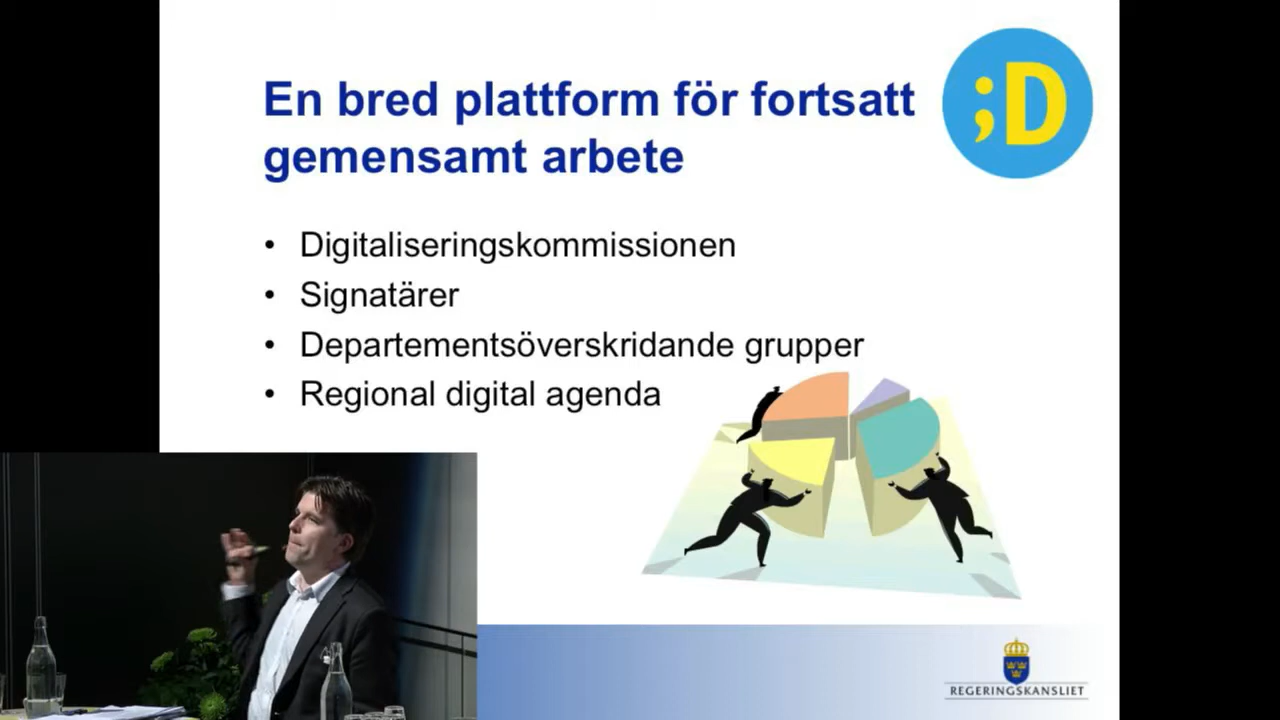 En bred plattform för fortsatt
gemensamt arbete
;D
• Digitaliseringskommissionen
• Signatärer
• Departementsöverskridande grupper
• Regional digital agenda
REGERINGSKANSLIET